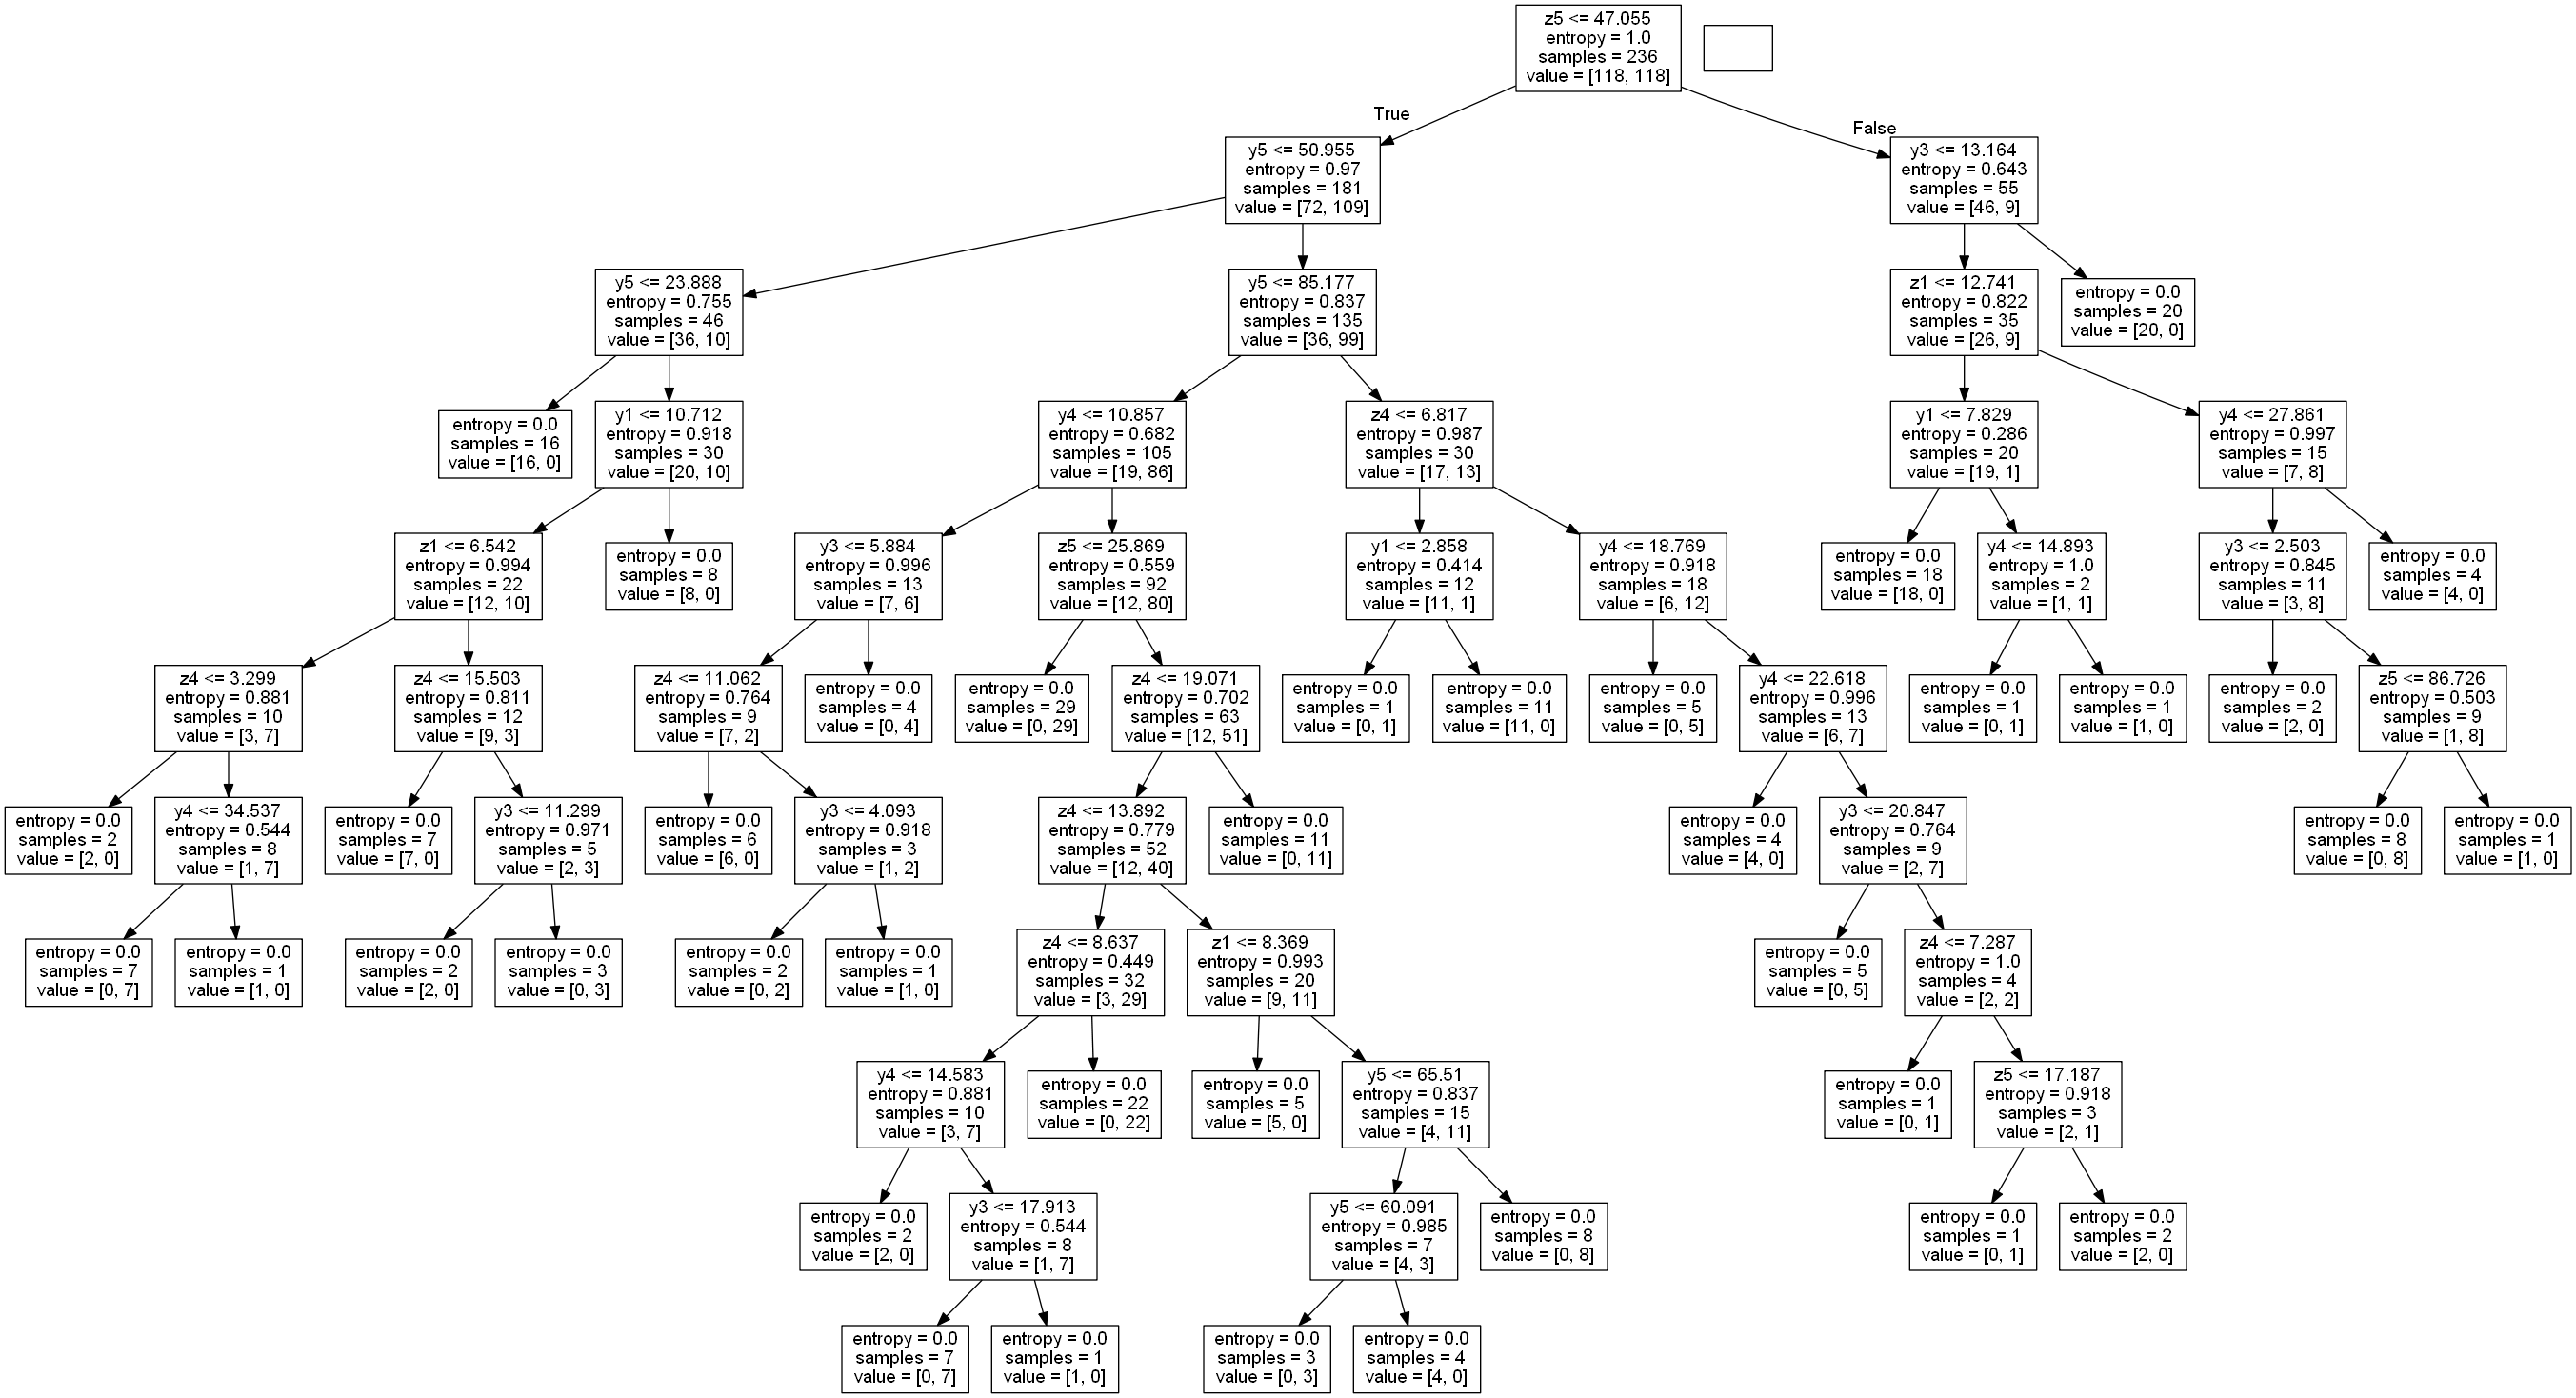 z5 <= 47.055
entropy = 1.0
samples = 236
value = [118, 118]
True
False
y5 <= 50.955
entropy = 0.97
samples = 181
value = [72, 109]
y3 <= 13.164
entropy = 0.643
samples = 55
value = [46, 9]
y5 <= 23.888
entropy = 0.755
samples = 46
value = [36, 10]
y5 <= 85.177
entropy = 0.837
samples = 135
value = [36, 99]
z1 <= 12.741
entropy = 0.822
samples = 35
value = [26, 9]
entropy = 0.0
samples = 20
value = [20, 0]
entropy = 0.0
samples = 16
value = [16, 0]
y1 <= 10.712
entropy = 0.918
samples = 30
value = [20, 10]
y4 <= 10.857
entropy = 0.682
samples = 105
value = [19, 86]
z4 <= 6.817
entropy = 0.987
samples = 30
value = [17, 13]
y1 <= 7.829
entropy = 0.286
samples = 20
value = [19, 1]
y4 <= 27.861
entropy = 0.997
samples = 15
value = [7, 8]
z1 <= 6.542
entropy = 0.994
samples = 22
value = [12, 10]
entropy = 0.0
samples = 8
value = [8, 0]
y3 <= 5.884
entropy = 0.996
samples = 13
value = [7, 6]
z5 <= 25.869
entropy = 0.559
samples = 92
value = [12, 80]
y1 <= 2.858
entropy = 0.414
samples = 12
value = [11, 1]
y4 <= 18.769
entropy = 0.918
samples = 18
value = [6, 12]
entropy = 0.0
samples = 18
value = [18, 0]
y4 <= 14.893
entropy = 1.0
samples = 2
value = [1, 1]
y3 <= 2.503
entropy = 0.845
samples = 11
value = [3, 8]
entropy = 0.0
samples = 4
value = [4, 0]
z4 <= 3.299
entropy = 0.881
samples = 10
value = [3, 7]
z4 <= 15.503
entropy = 0.811
samples = 12
value = [9, 3]
z4 <= 11.062
entropy = 0.764
samples = 9
value = [7, 2]
entropy = 0.0
samples = 4
value = [0, 4]
entropy = 0.0
samples = 29
value = [0, 29]
z4 <= 19.071
entropy = 0.702
samples = 63
value = [12, 51]
entropy = 0.0
samples = 1
value = [0, 1]
entropy = 0.0
samples = 11
value = [11, 0]
entropy = 0.0
samples = 5
value = [0, 5]
y4 <= 22.618
entropy = 0.996
samples = 13
value = [6, 7]
entropy = 0.0
samples = 1
value = [0, 1]
entropy = 0.0
samples = 1
value = [1, 0]
entropy = 0.0
samples = 2
value = [2, 0]
z5 <= 86.726
entropy = 0.503
samples = 9
value = [1, 8]
entropy = 0.0
samples = 2
value = [2, 0]
y4 <= 34.537
entropy = 0.544
samples = 8
value = [1, 7]
entropy = 0.0
samples = 7
value = [7, 0]
y3 <= 11.299
entropy = 0.971
samples = 5
value = [2, 3]
entropy = 0.0
samples = 6
value = [6, 0]
y3 <= 4.093
entropy = 0.918
samples = 3
value = [1, 2]
z4 <= 13.892
entropy = 0.779
samples = 52
value = [12, 40]
entropy = 0.0
samples = 11
value = [0, 11]
entropy = 0.0
samples = 4
value = [4, 0]
y3 <= 20.847
entropy = 0.764
samples = 9
value = [2, 7]
entropy = 0.0
samples = 8
value = [0, 8]
entropy = 0.0
samples = 1
value = [1, 0]
entropy = 0.0
samples = 7
value = [0, 7]
entropy = 0.0
samples = 1
value = [1, 0]
entropy = 0.0
samples = 2
value = [2, 0]
entropy = 0.0
samples = 3
value = [0, 3]
entropy = 0.0
samples = 2
value = [0, 2]
entropy = 0.0
samples = 1
value = [1, 0]
z4 <= 8.637
entropy = 0.449
samples = 32
value = [3, 29]
z1 <= 8.369
entropy = 0.993
samples = 20
value = [9, 11]
entropy = 0.0
samples = 5
value = [0, 5]
z4 <= 7.287
entropy = 1.0
samples = 4
value = [2, 2]
y4 <= 14.583
entropy = 0.881
samples = 10
value = [3, 7]
entropy = 0.0
samples = 22
value = [0, 22]
entropy = 0.0
samples = 5
value = [5, 0]
y5 <= 65.51
entropy = 0.837
samples = 15
value = [4, 11]
entropy = 0.0
samples = 1
value = [0, 1]
z5 <= 17.187
entropy = 0.918
samples = 3
value = [2, 1]
entropy = 0.0
samples = 2
value = [2, 0]
y3 <= 17.913
entropy = 0.544
samples = 8
value = [1, 7]
y5 <= 60.091
entropy = 0.985
samples = 7
value = [4, 3]
entropy = 0.0
samples = 8
value = [0, 8]
entropy = 0.0
samples = 1
value = [0, 1]
entropy = 0.0
samples = 2
value = [2, 0]
entropy = 0.0
samples = 7
value = [0, 7]
entropy = 0.0
samples = 1
value = [1, 0]
entropy = 0.0
samples = 3
value = [0, 3]
entropy = 0.0
samples = 4
value = [4, 0]